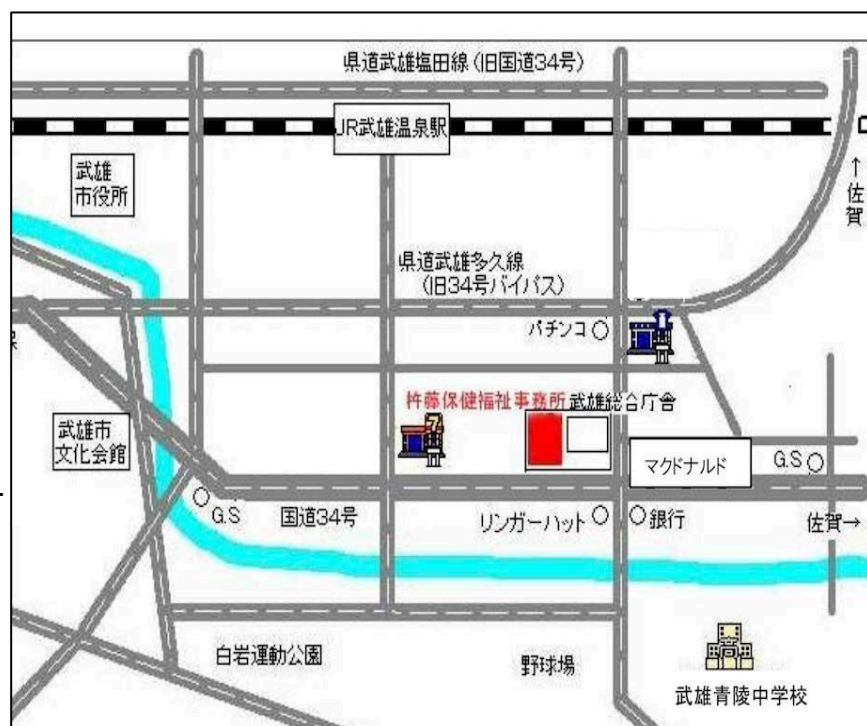 県道武雄塩田線(旧国道34号)
JR武雄温泉駅
武雄
市役所
↑
佐
賀
県道武雄多久線
(旧34号バイパス)
パチンコ
杵藤保健福祉事務所
武雄総合庁舎
7
武雄市
文化会館
マクドナルド
G.S
G.S
国道34号
リンガーハット
銀行
佐賀→
白岩運動公園
野球場
高
武雄青陵中学校